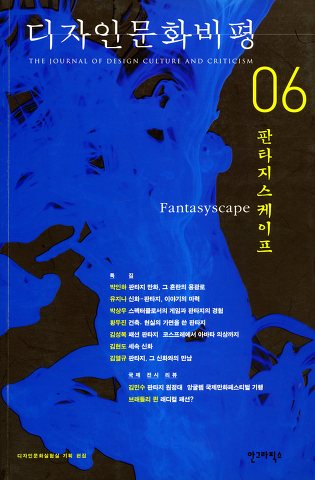 디자인문화비평
THE JOURNAL OF DESIGN CULTURE AND CRITICISM
06
판타지스케이프
Fantasyscape
특 집
박인하 판타지 만화, 그 혼란의 용광로
유지나 신화·판타지, 이야기의 마력
박상우 스펙터클로서의 게임과 판타지의 경험
황두진 건축, 현실의 가면을 쓴 판타지
김성복 패션 판타지 코스프레에서 아바타 의상까지
김현도 세속 신화
김열규 판타지, 그 신화와의 만남
국제 전시 리뷰
김민수 판타지 원정대 앙굴렘 국제만화페스티벌 기행
브래들리 퀸 래디컬 패션?
디자인문화실험실 기획 편집
안그라픽스